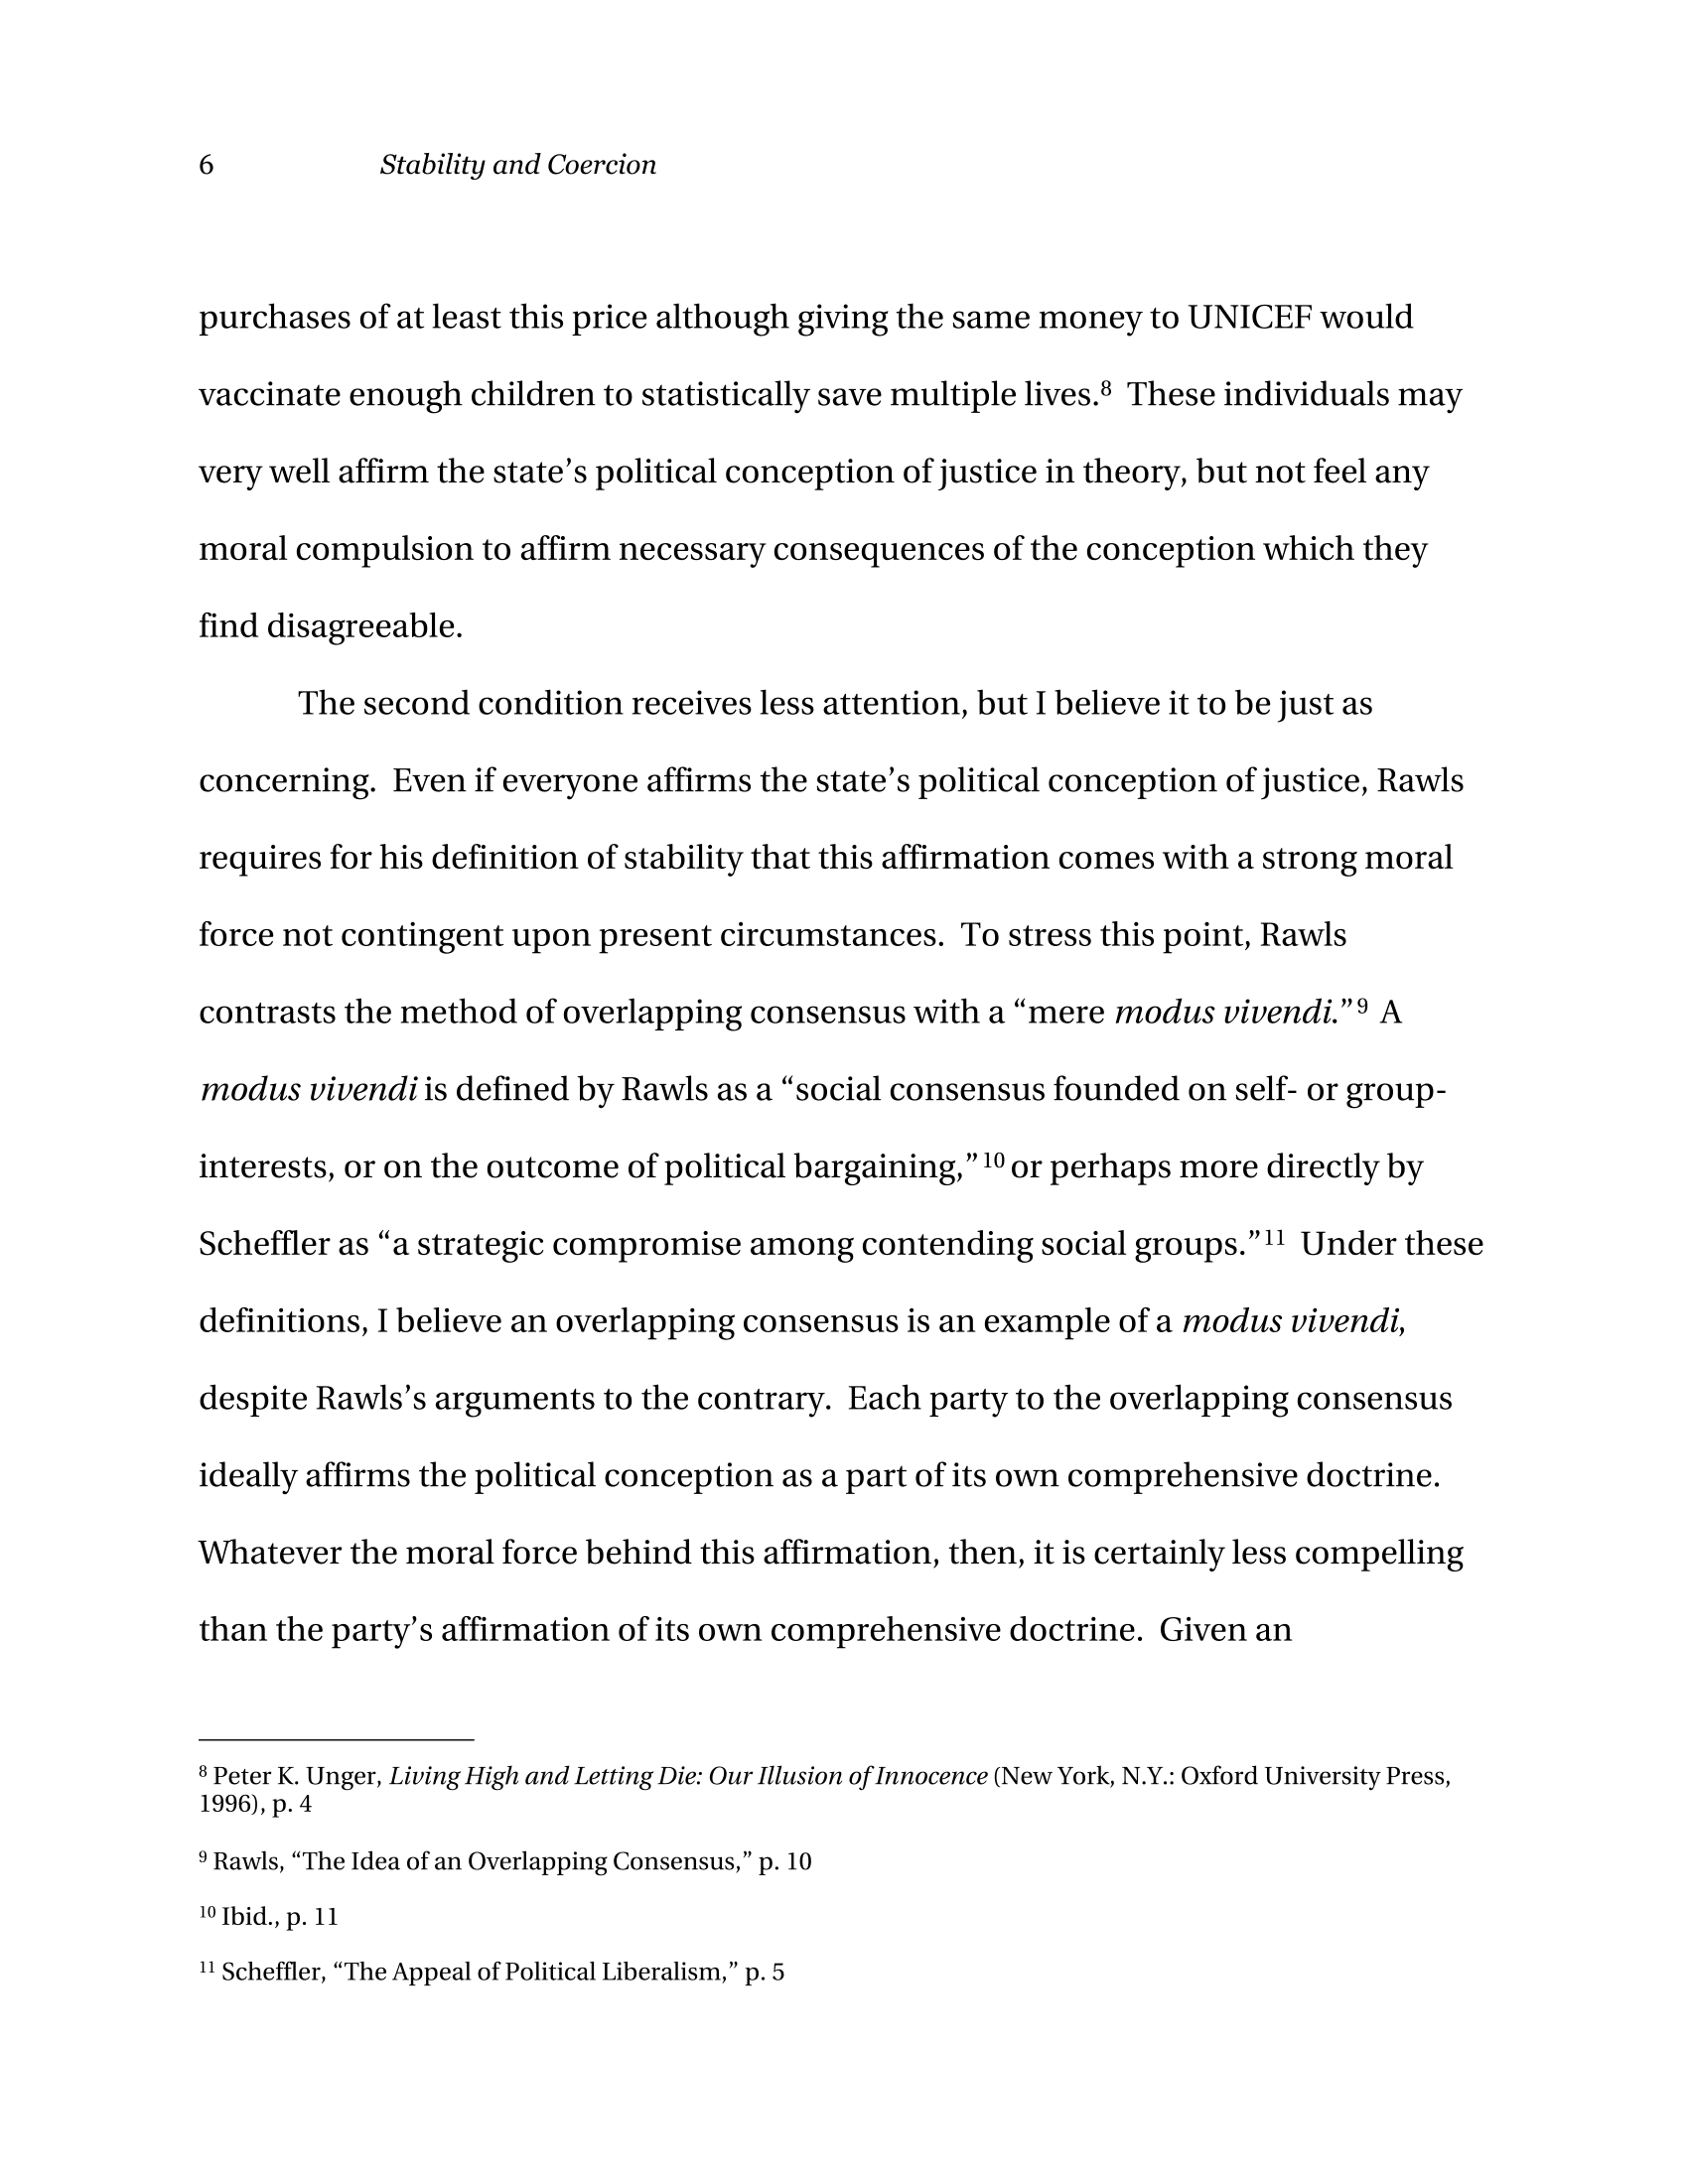 6 Stability and Coercion
purchases of at least this price although giving the same money to UNICEF would
vaccinate enough children to statistically save multiple lives.8  These individuals may
very well affirm the state’s political conception of justice in theory, but not feel any
moral compulsion to affirm necessary consequences of the conception which they
find disagreeable.
The second condition receives less attention, but I believe it to be just as
concerning.  Even if everyone affirms the state’s political conception of justice, Rawls
requires for his definition of stability that this affirmation comes with a strong moral
force not contingent upon present circumstances.  To stress this point, Rawls
contrasts the method of overlapping consensus with a “mere modus vivendi.”9  A
modus vivendi is defined by Rawls as a “social consensus founded on self- or group-
interests, or on the outcome of political bargaining,”10 or perhaps more directly by
Scheffler as “a strategic compromise among contending social groups.”11  Under these
definitions, I believe an overlapping consensus is an example of a modus vivendi,
despite Rawls’s arguments to the contrary.  Each party to the overlapping consensus
ideally affirms the political conception as a part of its own comprehensive doctrine.
Whatever the moral force behind this affirmation, then, it is certainly less compelling
than the party’s affirmation of its own comprehensive doctrine.  Given an
8 Peter K. Unger, Living High and Letting Die: Our Illusion of Innocence (New York, N.Y.: Oxford University Press,
1996), p. 4
9 Rawls, “The Idea of an Overlapping Consensus,” p. 10
10 Ibid., p. 11
11 Scheffler, “The Appeal of Political Liberalism,” p. 5